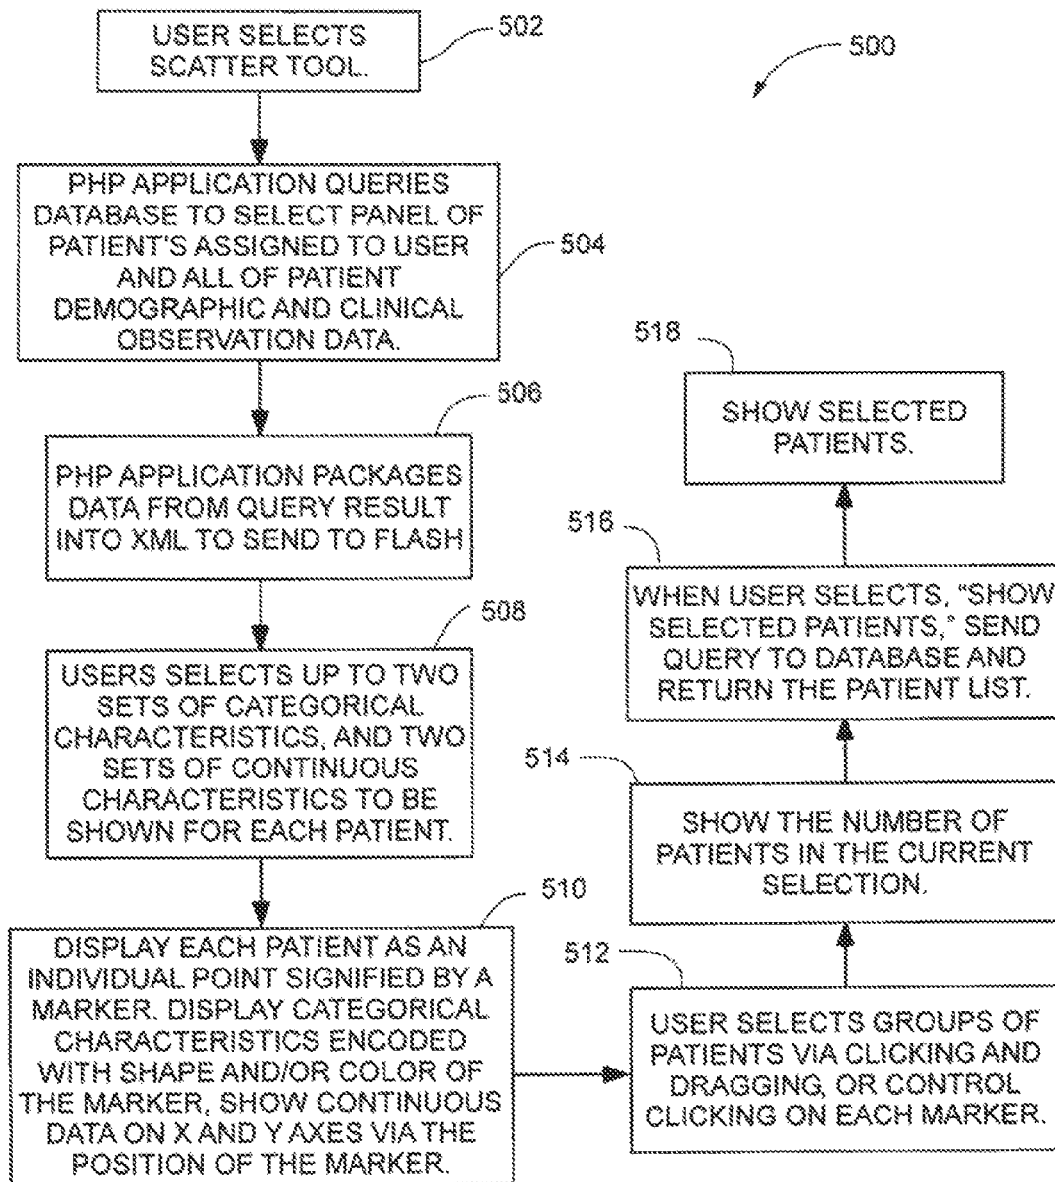 500
502
USER SELECTS
SCATTER TOOL.
504
PHP APPLICATION QUERIES
DATABASE TO SELECT PANEL OF
PATIENT'S ASSIGNED TO USER
AND ALL OF PATIENT
DEMOGRAPHIC AND CLINICAL
OBSERVATION DATA.
506
PHP APPLICATION PACKAGES
DATA FROM QUERY RESULT
INTO XML TO SEND TO FLASH
508
USERS SELECTS UP TO TWO
SETS OF CATEGORICAL
CHARACTERISTICS, AND TWO
SETS OF CONTINUOUS
CHARACTERISTICS TO BE
SHOWN FOR EACH PATIENT.
510
DISPLAY EACH PATIENT AS AN
INDIVIDUAL POINT SIGNIFIED BY A
MARKER. DISPLAY CATEGORICAL
CHARACTERISTICS ENCODED
WITH SHAPE AND/OR COLOR OF
THE MARKER, SHOW CONTINUOUS
DATA ON X AND Y AXES VIA THE
POSITION OF THE MARKER.
512
USER SELECTS GROUPS OF
PATIENTS VIA CLICKING AND
DRAGGING, OR CONTROL
CLICKING ON EACH MARKER.
514
SHOW THE NUMBER OF
PATIENTS IN THE CURRENT
SELECTION.
516
WHEN USER SELECTS, "SHOW
SELECTED PATIENTS," SEND
QUERY TO DATABASE AND
RETURN THE PATIENT LIST.
518
SHOW SELECTED
PATIENTS.